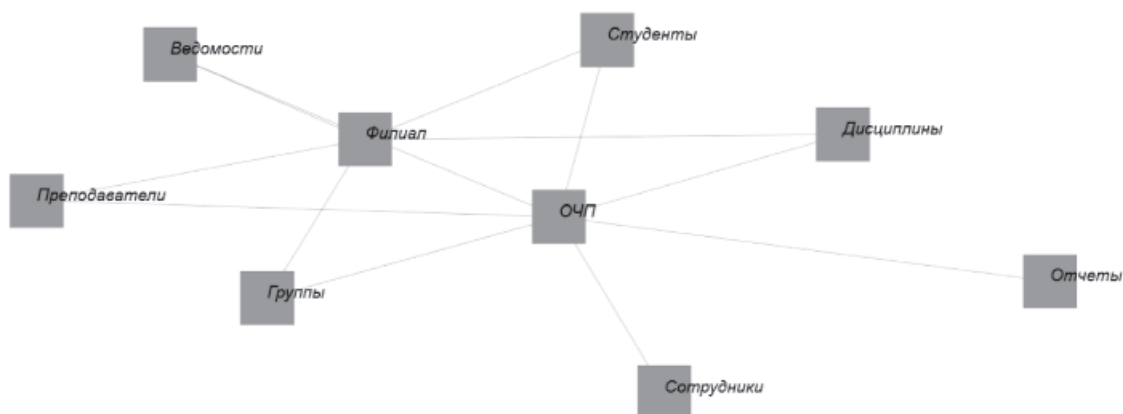 Студенты
Ведомости
Дисциплины
Филиал
Преподаватели
ОЧП
Отчеты
Группы
Сотрудники